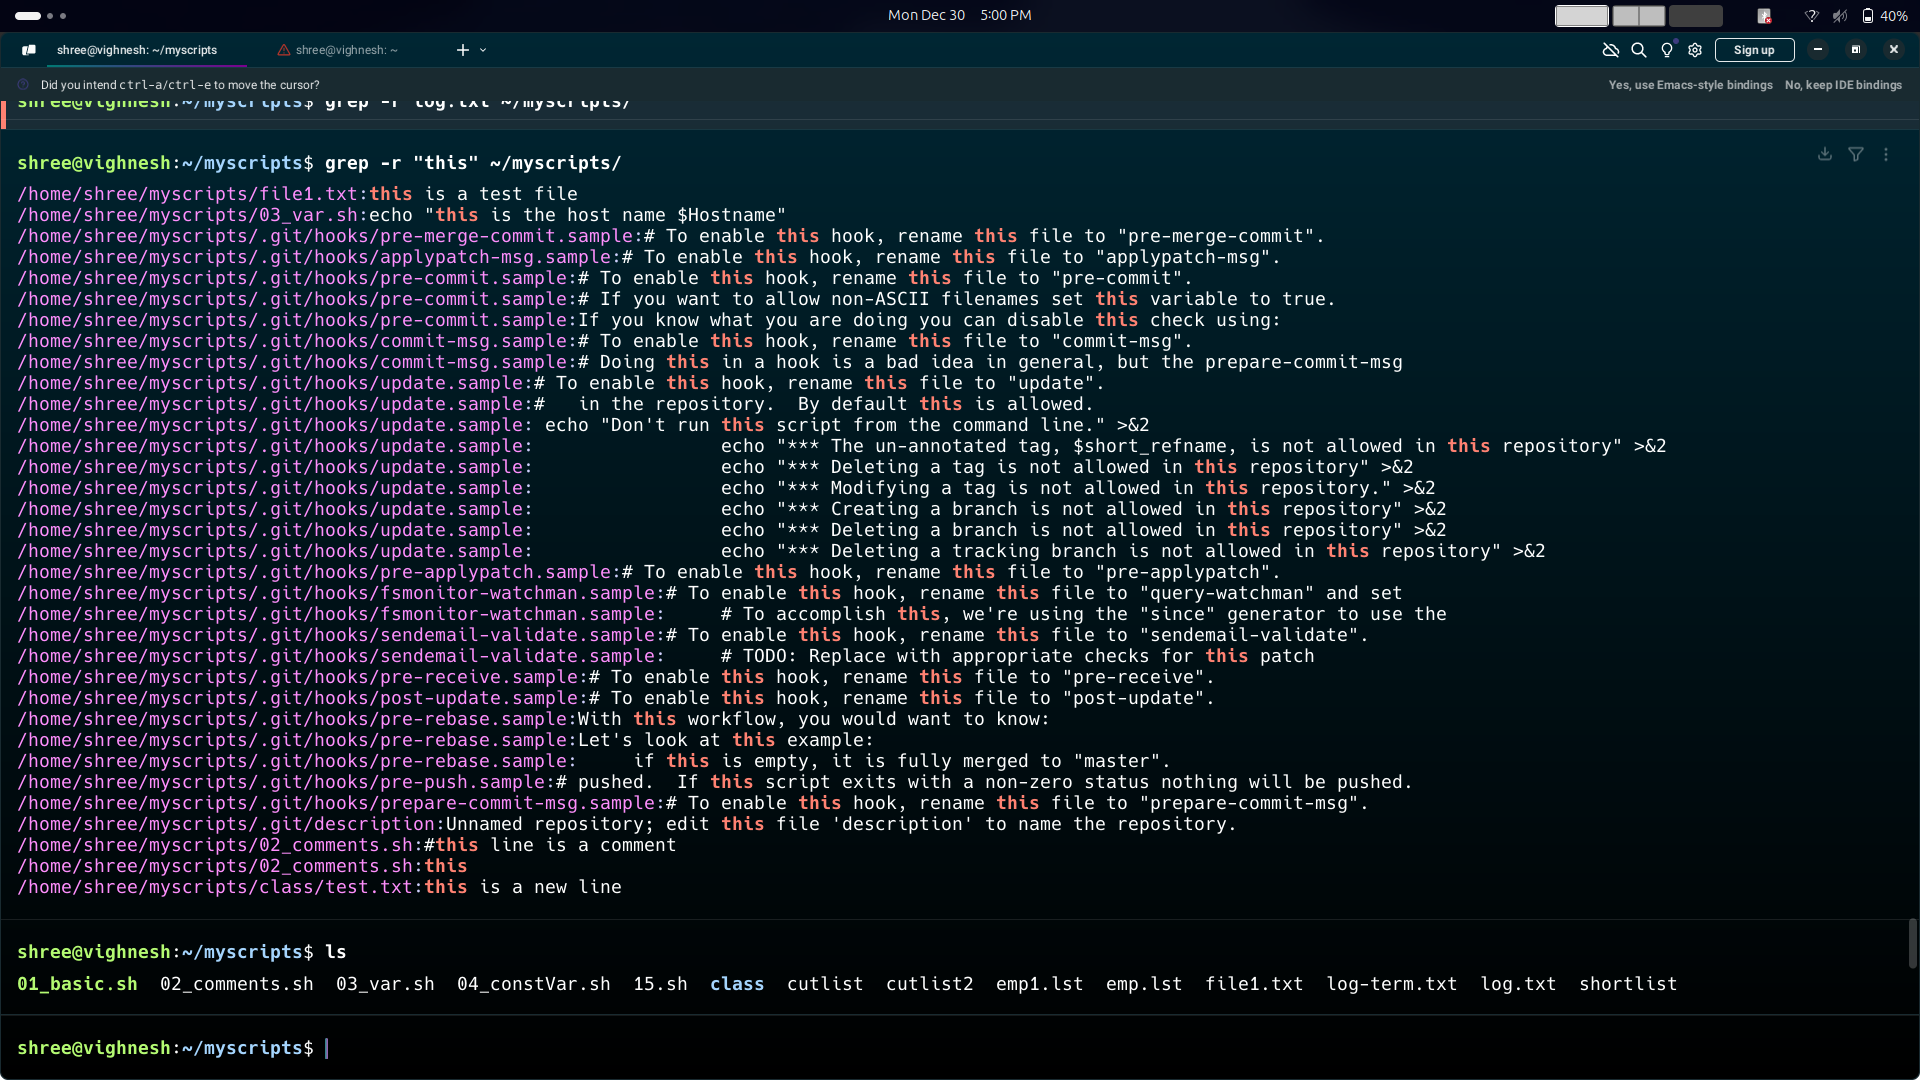 Mon Dec 30 5:00 PM
40%
shree@vighnesh: ~/myscripts
shree@vighnesh: ~
Sign up
Did you intend ctrl-a/ctrl-e to move the cursor?
Yes, use Emacs-style bindings No, keep IDE bindings
shree@vighnesh:~/myscripts$ grep -r log.txt ~/myscripts/
shree@vighnesh:~/myscripts$ grep -r "this" ~/myscripts/
/home/shree/myscripts/file1.txt:this is a test file
/home/shree/myscripts/03_var.sh:echo "this is the host name $Hostname"
/home/shree/myscripts/.git/hooks/pre-merge-commit.sample:# To enable this hook, rename this file to "pre-merge-commit".
/home/shree/myscripts/.git/hooks/applypatch-msg.sample:# To enable this hook, rename this file to "applypatch-msg".
/home/shree/myscripts/.git/hooks/pre-commit.sample:# To enable this hook, rename this file to "pre-commit".
/home/shree/myscripts/.git/hooks/pre-commit.sample:# If you want to allow non-ASCII filenames set this variable to true.
/home/shree/myscripts/.git/hooks/pre-commit.sample:If you know what you are doing you can disable this check using:
/home/shree/myscripts/.git/hooks/commit-msg.sample:# To enable this hook, rename this file to "commit-msg".
/home/shree/myscripts/.git/hooks/commit-msg.sample:# Doing this in a hook is a bad idea in general, but the prepare-commit-msg
/home/shree/myscripts/.git/hooks/update.sample:# To enable this hook, rename this file to "update".
/home/shree/myscripts/.git/hooks/update.sample:#   in the repository.  By default this is allowed.
/home/shree/myscripts/.git/hooks/update.sample: echo "Don't run this script from the command line." >&2
/home/shree/myscripts/.git/hooks/update.sample:                 echo "*** The un-annotated tag, $short_refname, is not allowed in this repository" >&2
/home/shree/myscripts/.git/hooks/update.sample:                 echo "*** Deleting a tag is not allowed in this repository" >&2
/home/shree/myscripts/.git/hooks/update.sample:                 echo "*** Modifying a tag is not allowed in this repository." >&2
/home/shree/myscripts/.git/hooks/update.sample:                 echo "*** Creating a branch is not allowed in this repository" >&2
/home/shree/myscripts/.git/hooks/update.sample:                 echo "*** Deleting a branch is not allowed in this repository" >&2
/home/shree/myscripts/.git/hooks/update.sample:                 echo "*** Deleting a tracking branch is not allowed in this repository" >&2
/home/shree/myscripts/.git/hooks/pre-applypatch.sample:# To enable this hook, rename this file to "pre-applypatch".
/home/shree/myscripts/.git/hooks/fsmonitor-watchman.sample:# To enable this hook, rename this file to "query-watchman" and set
/home/shree/myscripts/.git/hooks/fsmonitor-watchman.sample:     # To accomplish this, we're using the "since" generator to use the
/home/shree/myscripts/.git/hooks/sendemail-validate.sample:# To enable this hook, rename this file to "sendemail-validate".
/home/shree/myscripts/.git/hooks/sendemail-validate.sample:     # TODO: Replace with appropriate checks for this patch
/home/shree/myscripts/.git/hooks/pre-receive.sample:# To enable this hook, rename this file to "pre-receive".
/home/shree/myscripts/.git/hooks/post-update.sample:# To enable this hook, rename this file to "post-update".
/home/shree/myscripts/.git/hooks/pre-rebase.sample:With this workflow, you would want to know:
/home/shree/myscripts/.git/hooks/pre-rebase.sample:Let's look at this example:
/home/shree/myscripts/.git/hooks/pre-rebase.sample:     if this is empty, it is fully merged to "master".
/home/shree/myscripts/.git/hooks/pre-push.sample:# pushed.  If this script exits with a non-zero status nothing will be pushed.
/home/shree/myscripts/.git/hooks/prepare-commit-msg.sample:# To enable this hook, rename this file to "prepare-commit-msg".
/home/shree/myscripts/.git/description:Unnamed repository; edit this file 'description' to name the repository.
/home/shree/myscripts/02_comments.sh:#this line is a comment
/home/shree/myscripts/02_comments.sh:this
/home/shree/myscripts/class/test.txt:this is a new line
shree@vighnesh:~/myscripts$ ls
01_basic.sh  02_comments.sh  03_var.sh  04_constVar.sh  15.sh  class  cutlist  cutlist2  emp1.lst  emp.lst  file1.txt  log-term.txt  log.txt  shortlist
shree@vighnesh:~/myscripts$